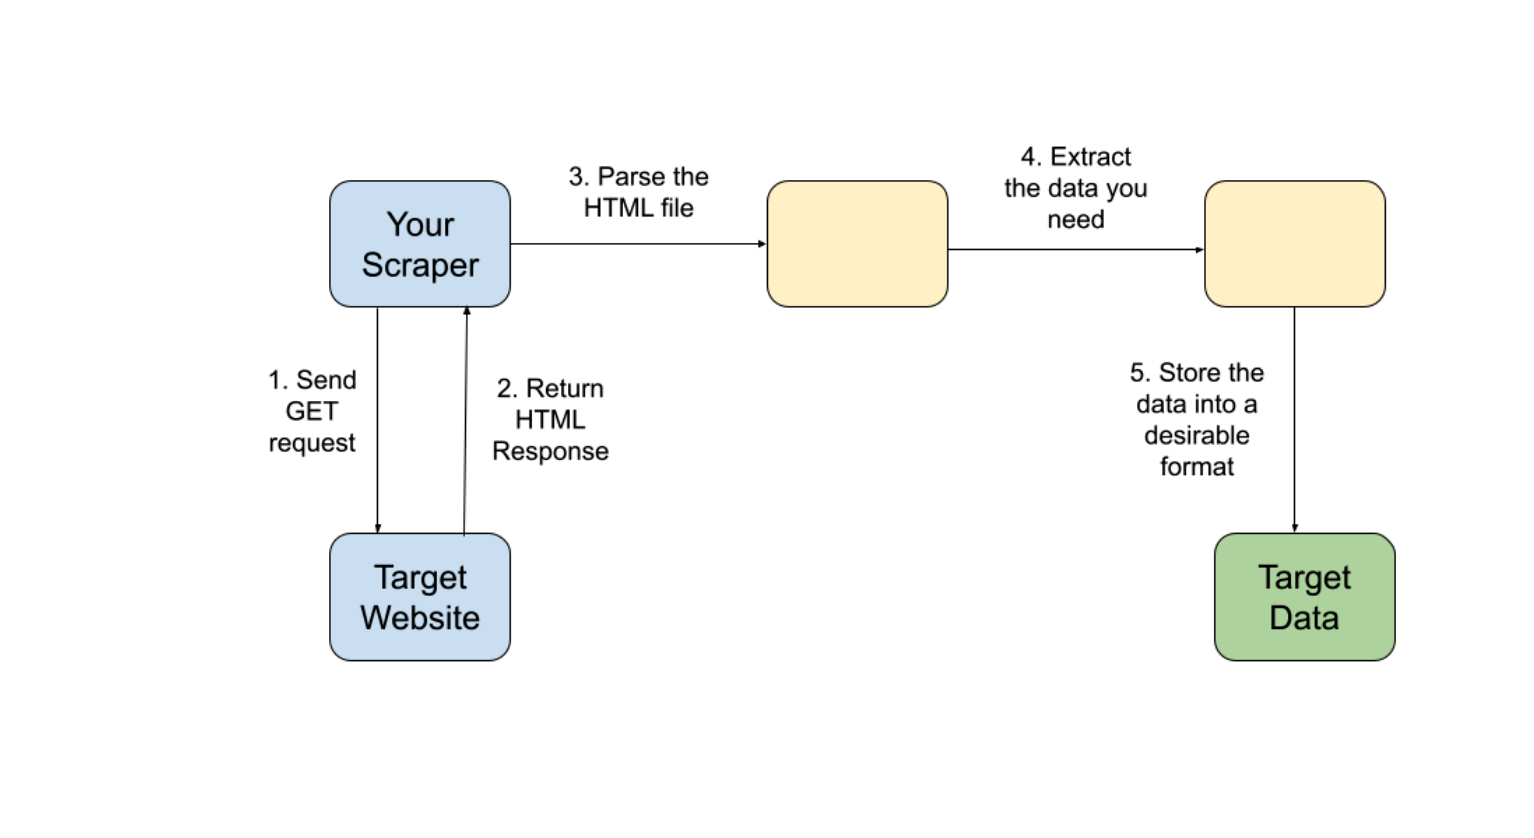 Your
Scraper
3. Parse the
HTML file
4. Extract
the data you
need
1. Send
GET
request
2. Return
HTML
Response
5. Store the
data into a
desirable
format
Target
Website
Target
Data